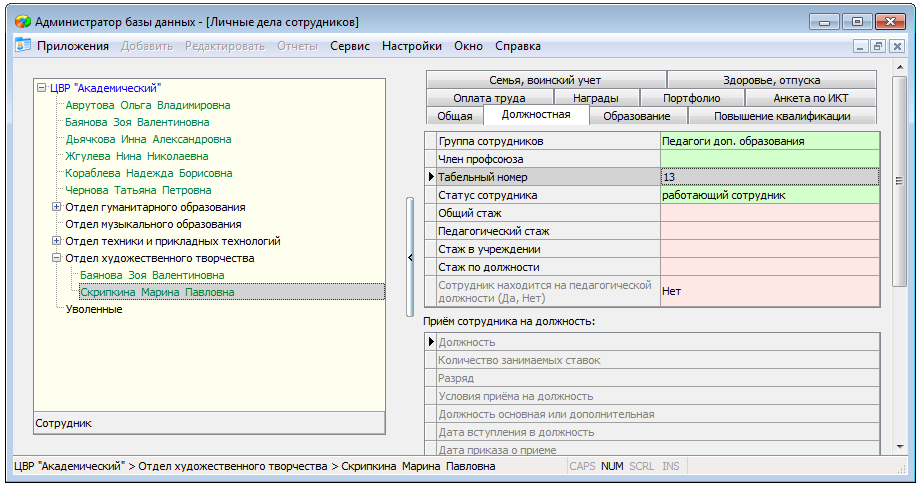 Администратор базы данных - [Личные дела сотрудников]
Приложения Добавить Редактировать Отчеты Сервис Настройки Окно Справка
ЦВР "Академический"
Аврутова Ольга Владимировна
Баянова Зоя Валентиновна
Дьячкова Инна Александровна
Жгулева Нина Николаевна
Кораблева Надежда Борисовна
Чернова Татьяна Петровна
Отдел гуманитарного образования
Отдел музыкального образования
Отдел техники и прикладных технологий
Отдел художественного творчества
Баянова Зоя Валентиновна
Скрипкина Марина Павловна
Уволенные
Сотрудник
Семья, воинский учет Здоровье, отпуска
Оплата труда Награды Портфолио Анкета по ИКТ
Общая Должностная Образование Повышение квалификации
Группа сотрудников Педагоги доп. образования
Член профсоюза
Табельный номер 13
Статус сотрудника работающий сотрудник
Общий стаж
Педагогический стаж
Стаж в учреждении
Стаж по должности
Сотрудник находится на педагогической
должности (Да, Нет) Нет
Приём сотрудника на должность:
Должность
Количество занимаемых ставок
Разряд
Условия приёма на должность
Должность основная или дополнительная
Дата вступления в должность
Дата приказа о приеме
ЦВР "Академический" > Отдел художественного творчества > Скрипкина Марина Павловна CAPS NUM SCRL INS